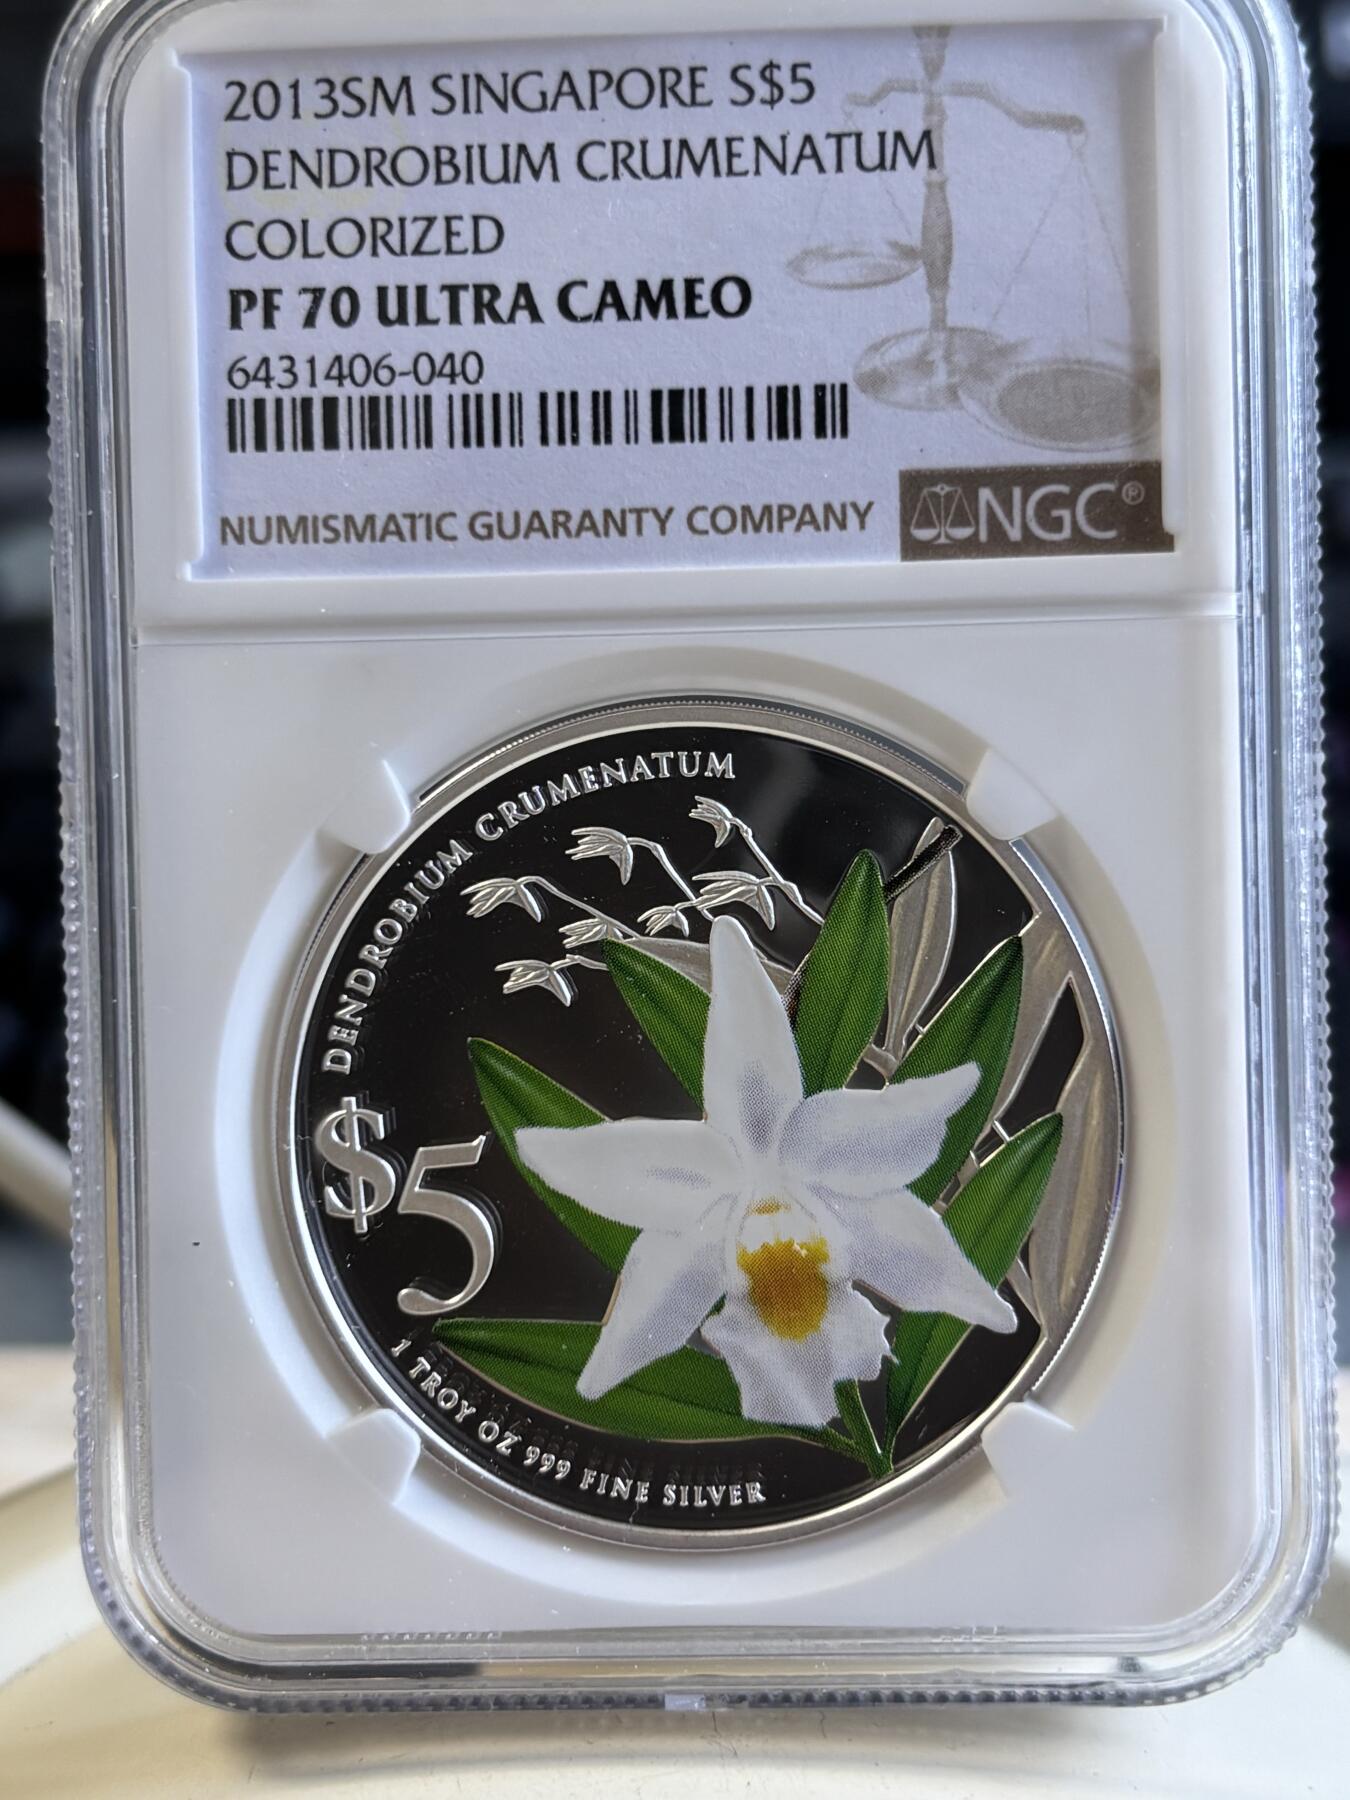 2013SM SINGAPORE S$5
DENDROBIUM CRUMENATUM
COLORIZED
PF 70 ULTRA CAMEO
6431406-040
NUMISMATIC GUARANTY COMPANY
NGC®
DENDROBIUM CRUMENATUM
$5
1 TROY OZ 999 FINE SILVER